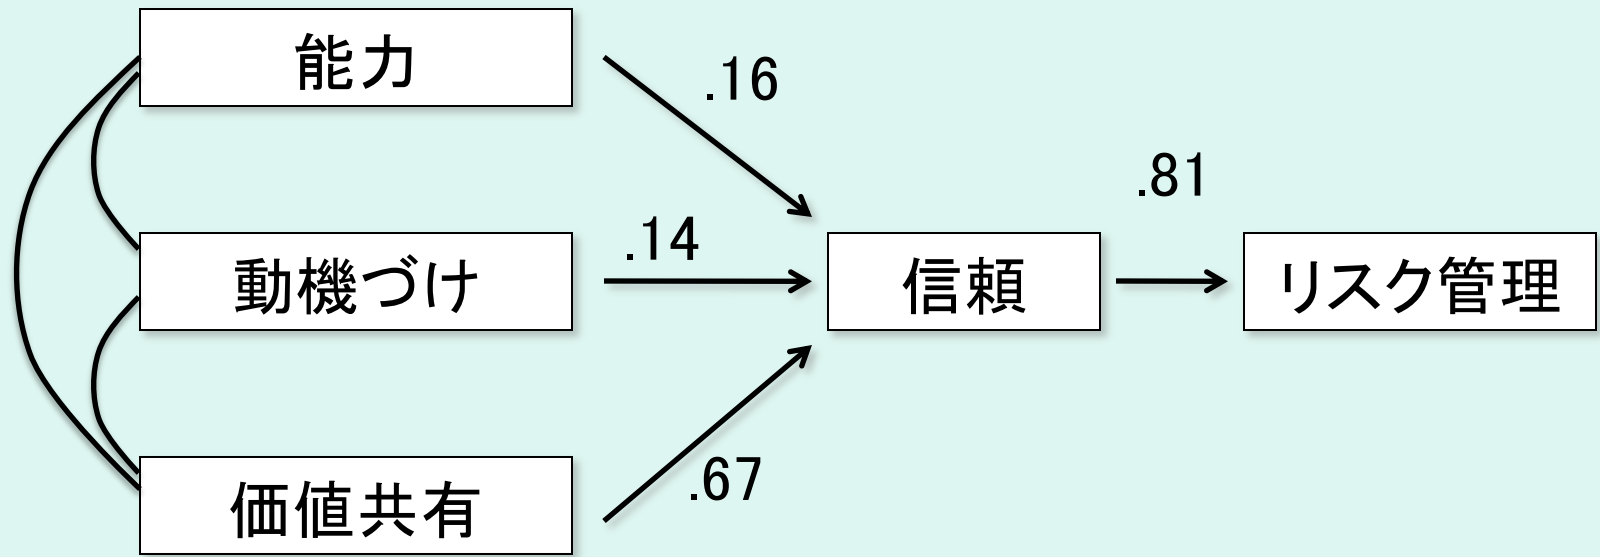 能力
.16
.81
動機づけ
.14
信頼
リスク管理
価値共有
.67